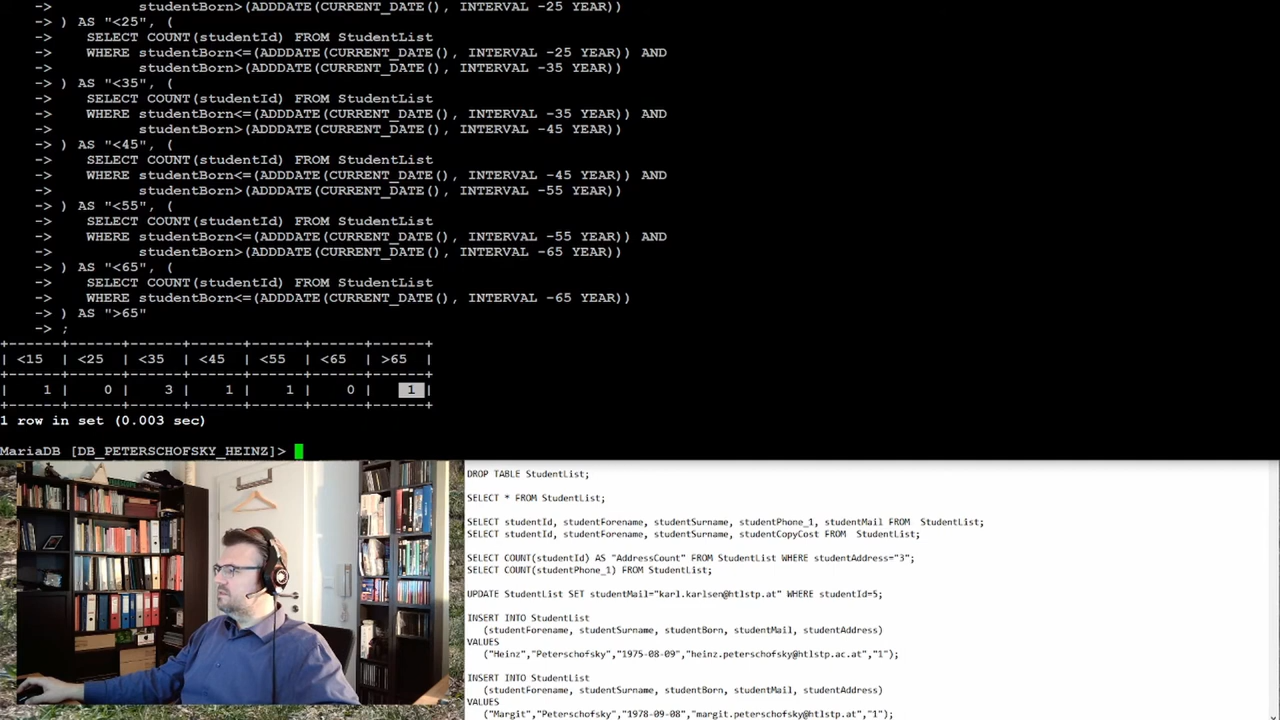 ->          studentBorn>(ADDDATE(CURRENT_DATE(), INTERVAL -25 YEAR))
    -> ) AS "<25", (
    ->    SELECT COUNT(studentId) FROM StudentList
    ->    WHERE studentBorn<=(ADDDATE(CURRENT_DATE(), INTERVAL -25 YEAR)) AND
    ->          studentBorn>(ADDDATE(CURRENT_DATE(), INTERVAL -35 YEAR))
    -> ) AS "<35", (
    ->    SELECT COUNT(studentId) FROM StudentList
    ->    WHERE studentBorn<=(ADDDATE(CURRENT_DATE(), INTERVAL -35 YEAR)) AND
    ->          studentBorn>(ADDDATE(CURRENT_DATE(), INTERVAL -45 YEAR))
    -> ) AS "<45", (
    ->    SELECT COUNT(studentId) FROM StudentList
    ->    WHERE studentBorn<=(ADDDATE(CURRENT_DATE(), INTERVAL -45 YEAR)) AND
    ->          studentBorn>(ADDDATE(CURRENT_DATE(), INTERVAL -55 YEAR))
    -> ) AS "<55", (
    ->    SELECT COUNT(studentId) FROM StudentList
    ->    WHERE studentBorn<=(ADDDATE(CURRENT_DATE(), INTERVAL -55 YEAR)) AND
    ->          studentBorn>(ADDDATE(CURRENT_DATE(), INTERVAL -65 YEAR))
    -> ) AS "<65", (
    ->    SELECT COUNT(studentId) FROM StudentList
    ->    WHERE studentBorn<=(ADDDATE(CURRENT_DATE(), INTERVAL -65 YEAR))
    -> ) AS ">65"
    -> ;
+------+------+------+------+------+------+------+
| <15  | <25  | <35  | <45  | <55  | <65  | >65  |
+------+------+------+------+------+------+------+
|    1 |    0 |    3 |    1 |    1 |    0 |    1 |
+------+------+------+------+------+------+------+
1 row in set (0.003 sec)
MariaDB [DB_PETERSCHOFSKY_HEINZ]>
DROP TABLE StudentList;
SELECT * FROM StudentList;
SELECT studentId, studentForename, studentSurname, studentPhone_1, studentMail FROM  StudentList;
SELECT studentId, studentForename, studentSurname, studentCopyCost FROM  StudentList;
SELECT COUNT(studentId) AS "AddressCount" FROM StudentList WHERE studentAddress="3";
SELECT COUNT(studentPhone_1) FROM StudentList;
UPDATE StudentList SET studentMail="karl.karlsen@htlstp.at" WHERE studentId=5;
INSERT INTO StudentList
   (studentForename, studentSurname, studentBorn, studentMail, studentAddress)
VALUES
   ("Heinz","Peterschofsky","1975-08-09","heinz.peterschofsky@htlstp.ac.at","1");
INSERT INTO StudentList
   (studentForename, studentSurname, studentBorn, studentMail, studentAddress)
VALUES
   ("Margit","Peterschofsky","1978-09-08","margit.peterschofsky@htlstp.at","1");